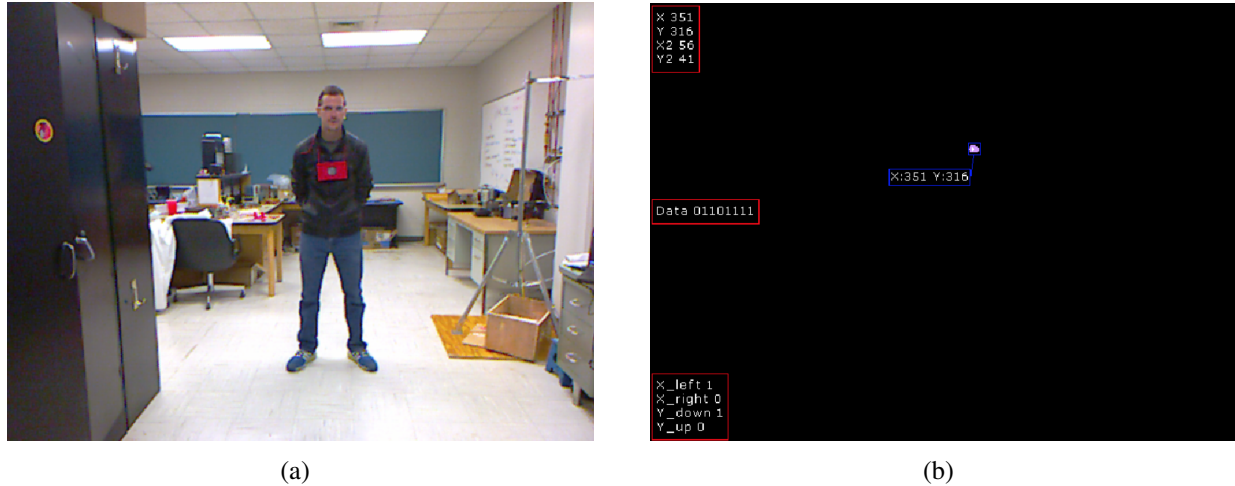 X 351
Y 316
X2 56
Y2 41
X:351 Y:316
Data 01101111
X_left 1
X_right 0
Y_down 1
Y_up 0
(a)
(b)